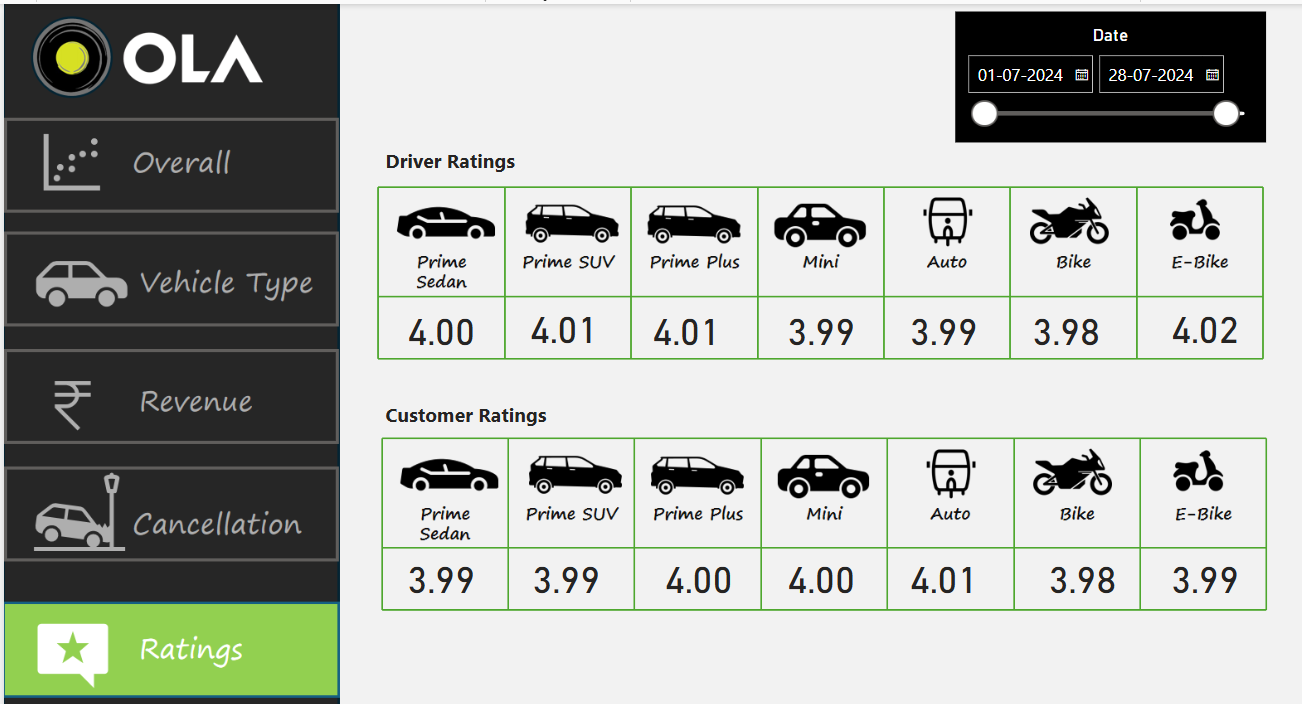 OLA
Date
01-07-2024 28-07-2024
Overall
Vehicle Type
₹ Revenue
Cancellation
Ratings
Driver Ratings
Prime Sedan Prime SUV Prime Plus Mini Auto Bike E-Bike
4.00 4.01 4.01 3.99 3.99 3.98 4.02
Customer Ratings
Prime Sedan Prime SUV Prime Plus Mini Auto Bike E-Bike
3.99 3.99 4.00 4.00 4.01 3.98 3.99